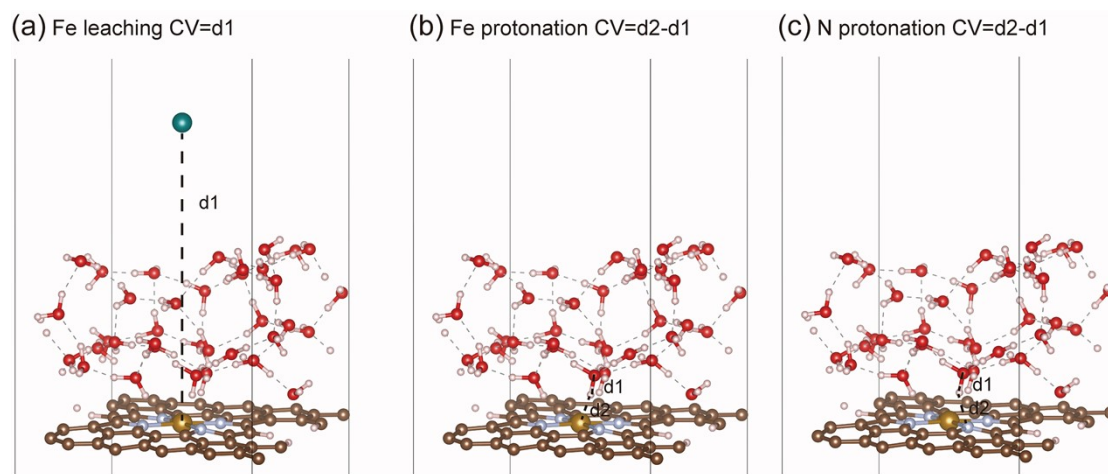 (a) Fe leaching CV=d1
(b) Fe protonation CV=d2-d1
(c) N protonation CV=d2-d1
d1
d1
d2
d1
d2